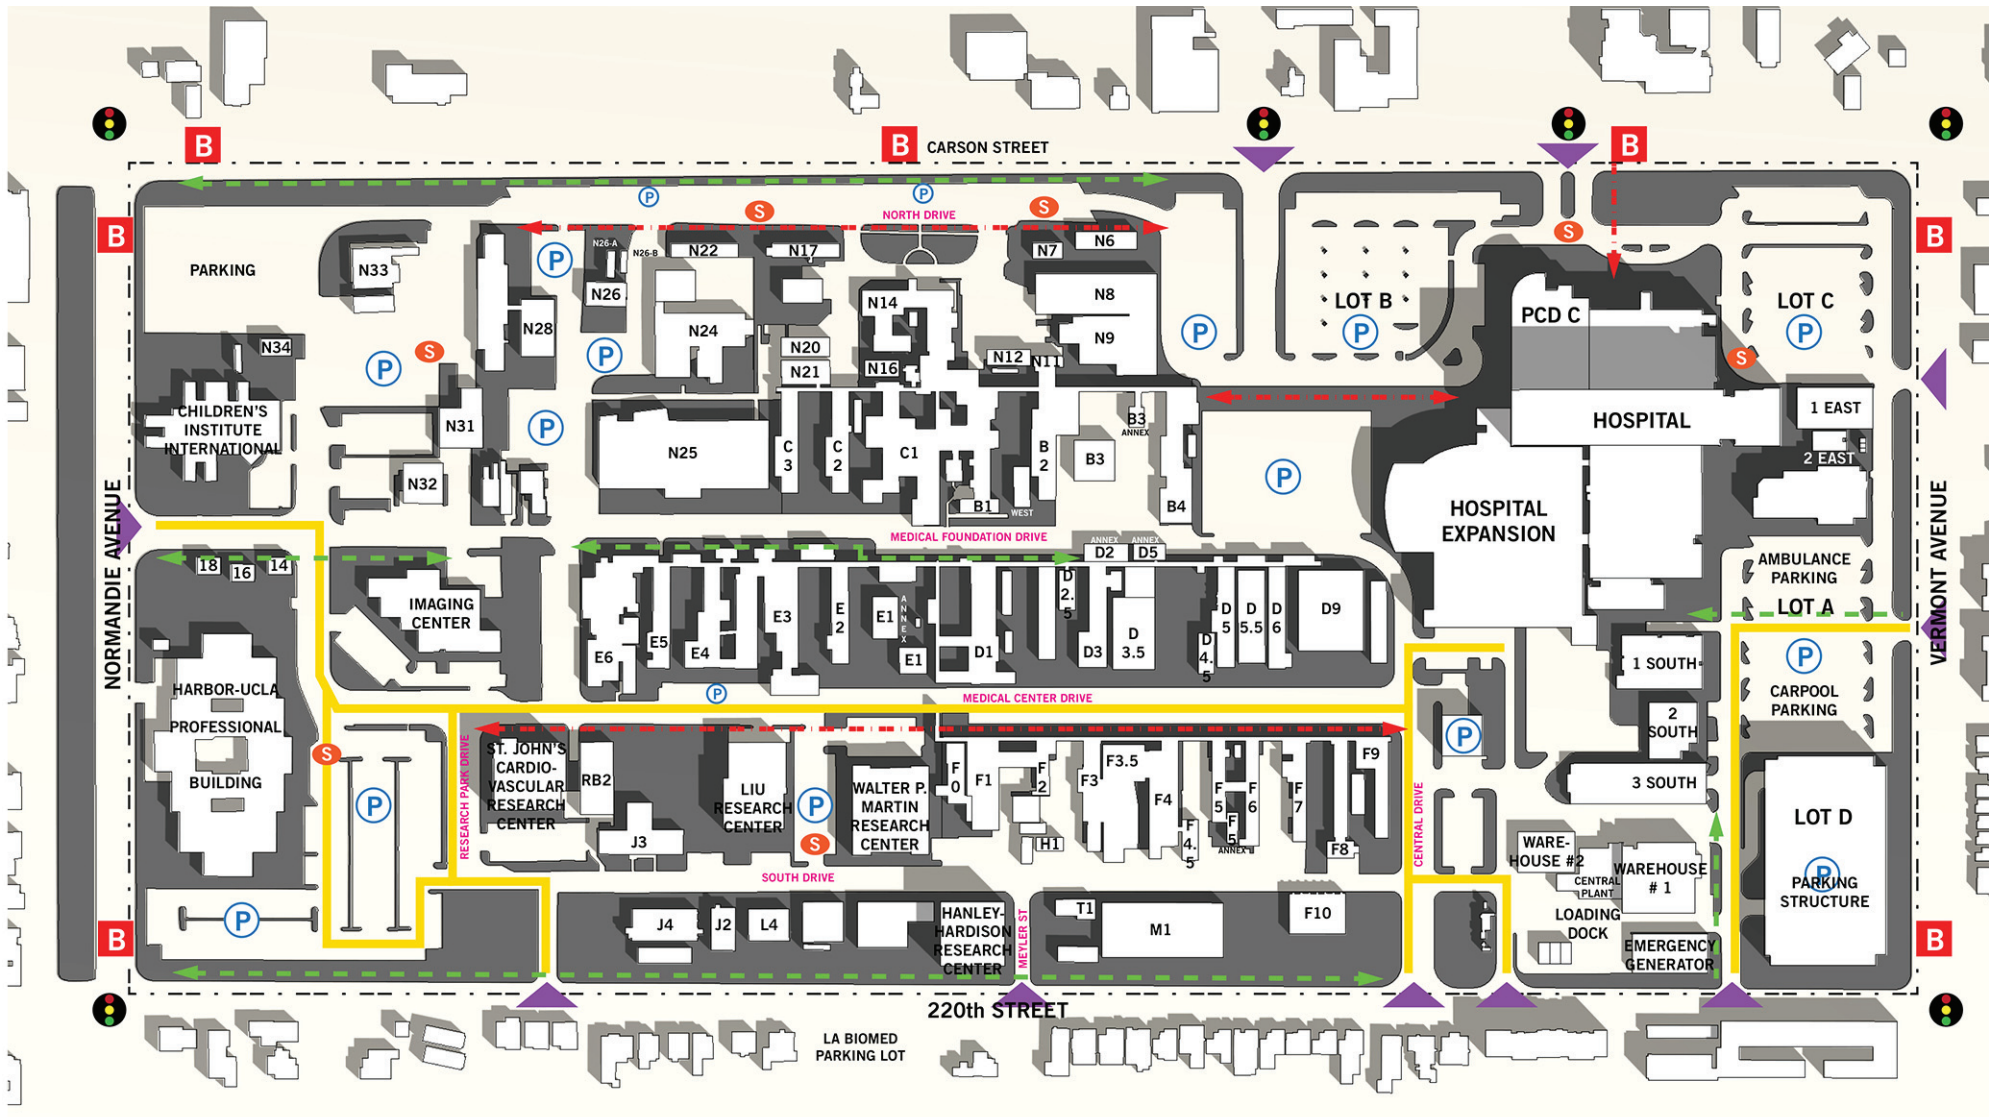 B
B
CARSON STREET
B
P
P
S
S
B
NORTH DRIVE
S
B
PARKING
N33
P
N26-A
N26-B
N22
N17
N7
N6
N26
N14
N8
LOT B
PCD C
LOT C
N28
N24
P
P
P
N9
N34
S
P
P
N20
N21
N16
N12
N11
S
CHILDREN'S
INSTITUTE
INTERNATIONAL
N31
P
B3
ANNEX
HOSPITAL
1 EAST
N25
C
3
C
2
C1
B
2
B3
2 EAST
N32
P
B1
WEST
B4
HOSPITAL
EXPANSION
NORMANDIE AVENUE
VERMONT AVENUE
MEDICAL FOUNDATION DRIVE
ANNEX
D2
ANNEX
D5
18
16
14
AMBULANCE
PARKING
LOT A
IMAGING
CENTER
E6
E5
E4
E3
E
2
E1
ANNEX
E1
D1
D
2.5
D3
D
3.5
D
4.5
D
5
D
5.5
D
6
D9
P
1 SOUTH
CARPOOL
PARKING
HARBOR-UCLA
PROFESSIONAL
BUILDING
P
MEDICAL CENTER DRIVE
2
SOUTH
P
S
RESEARCH PARK DRIVE
ST. JOHN'S
CARDIO-
VASCULAR
RESEARCH
CENTER
RB2
LIU
RESEARCH
CENTER
P
WALTER P.
MARTIN
RESEARCH
CENTER
F
0
F1
F
2
F3
F3.5
F4
F
4.5
F
5
F
5
ANNEX
F
6
F
7
F9
F8
3 SOUTH
P
J3
S
H1
CENTRAL DRIVE
LOT D
WARE-
HOUSE #2
CENTRAL
PLANT
WAREHOUSE
# 1
P
PARKING
STRUCTURE
SOUTH DRIVE
P
J4
J2
L4
HANLEY-
HARDISON
RESEARCH
CENTER
MEYLER ST
T1
M1
F10
LOADING
DOCK
EMERGENCY
GENERATOR
B
B
220th STREET
LA BIOMED
PARKING LOT